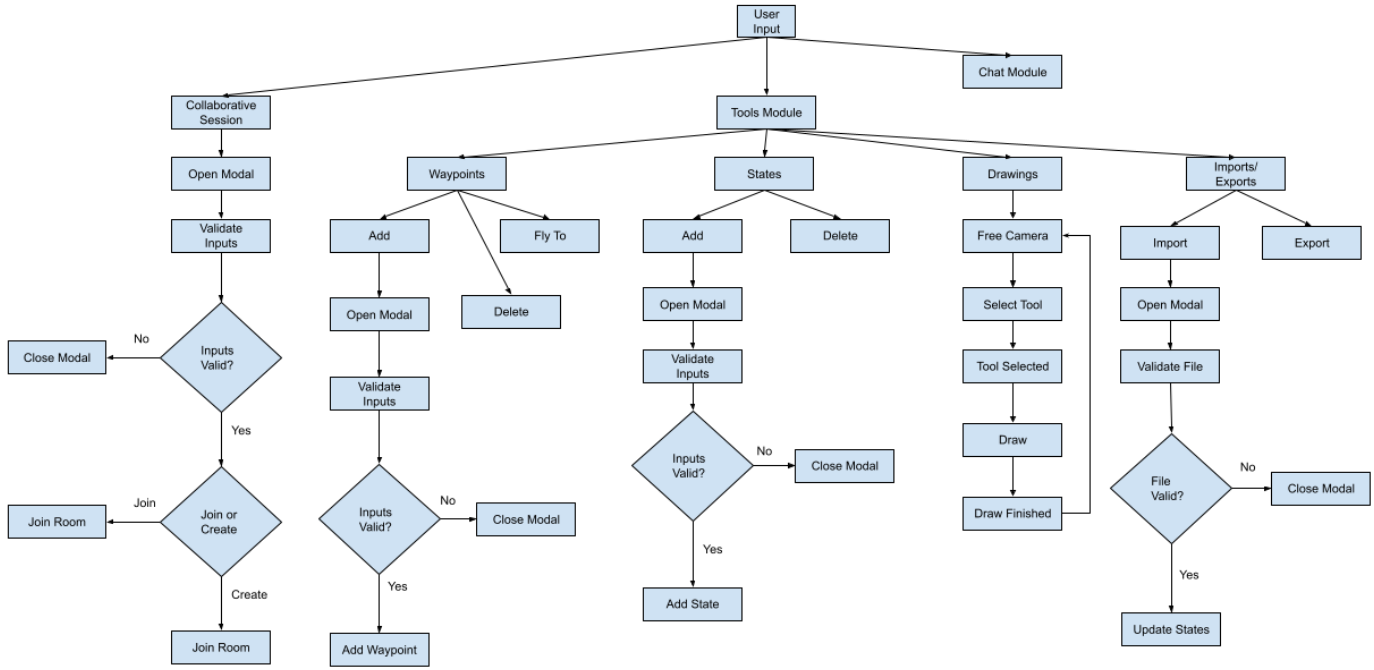 User
Input
Chat Module
Collaborative
Session
Tools Module
Open Modal
Waypoints
States
Drawings
Imports/
Exports
Validate
Inputs
Add
Fly To
Add
Delete
Free Camera
Import
Export
Open Modal
Delete
Open Modal
Select Tool
Open Modal
No
Close Modal
Inputs
Valid?
Validate
Inputs
Validate
Inputs
Tool Selected
Validate File
Yes
Draw
Inputs
Valid?
No
Close Modal
File
Valid?
No
Close Modal
Join
Join Room
Join or
Create
Inputs
Valid?
No
Close Modal
Draw Finished
Yes
Yes
Yes
Create
Add State
Update States
Join Room
Add Waypoint